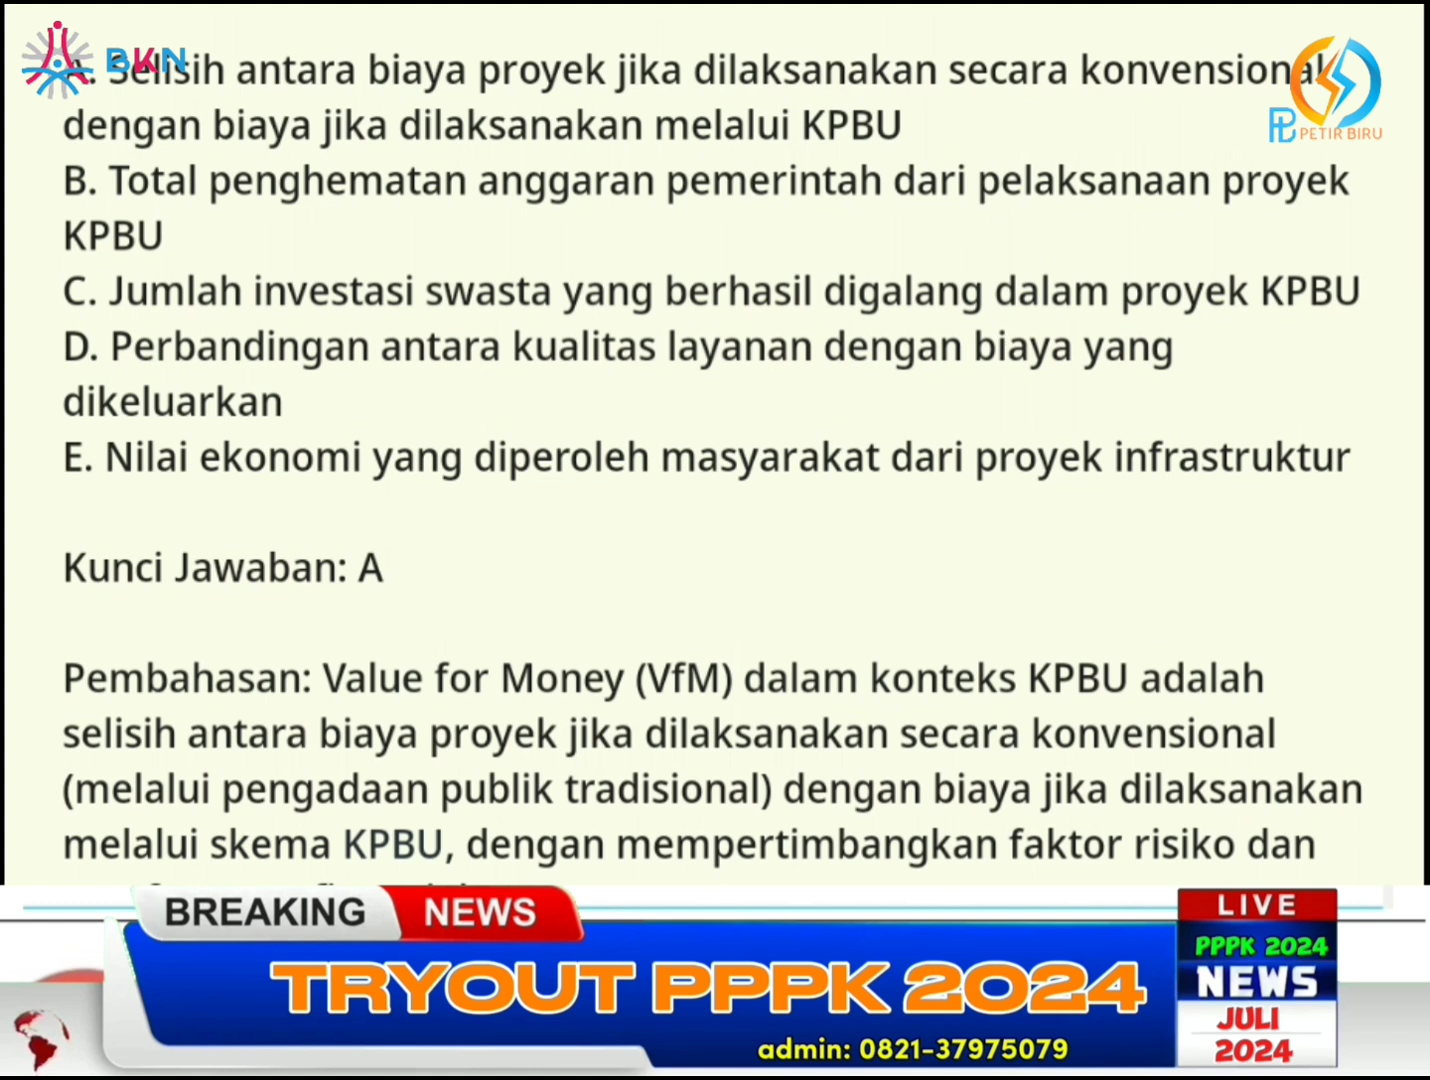 BKN
A. Selisih antara biaya proyek jika dilaksanakan secara konvensional
dengan biaya jika dilaksanakan melalui KPBU
PETIR BIRU
B. Total penghematan anggaran pemerintah dari pelaksanaan proyek
KPBU
C. Jumlah investasi swasta yang berhasil digalang dalam proyek KPBU
D. Perbandingan antara kualitas layanan dengan biaya yang
dikeluarkan
E. Nilai ekonomi yang diperoleh masyarakat dari proyek infrastruktur
Kunci Jawaban: A
Pembahasan: Value for Money (VfM) dalam konteks KPBU adalah
selisih antara biaya proyek jika dilaksanakan secara konvensional
(melalui pengadaan publik tradisional) dengan biaya jika dilaksanakan
melalui skema KPBU, dengan mempertimbangkan faktor risiko dan
BREAKING NEWS
TRYOUT PPPK 2024
admin: 0821-37975079
LIVE
PPPK 2024
NEWS
JULI
2024